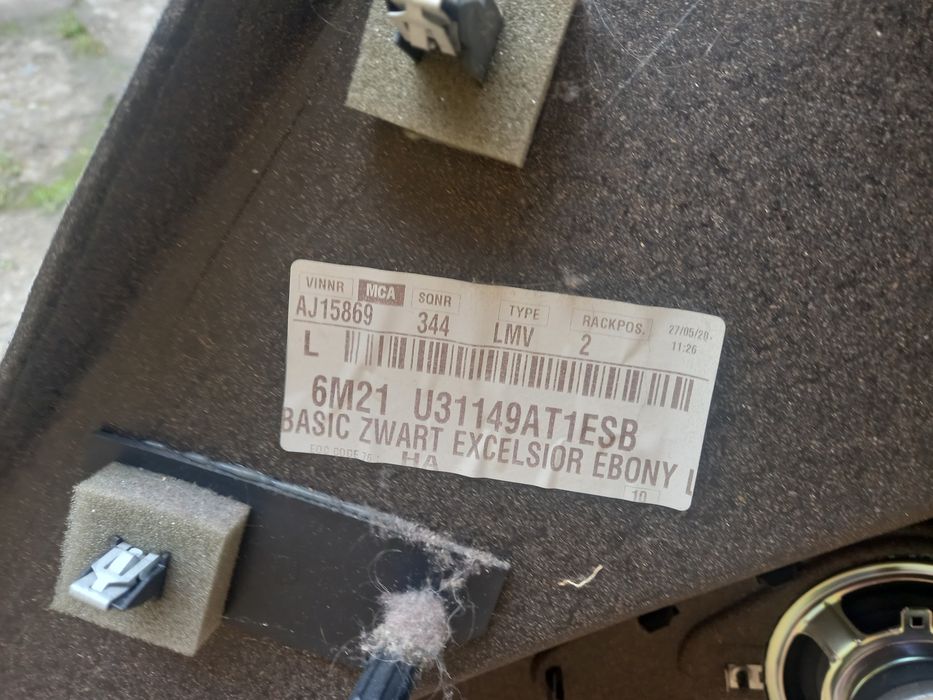 VINNR MCA SONR TYPE RACKPOS. 27/05/20
AJ15869 344 LMV 2 11:26
L
6M21 U31149AT1ESB
BASIC ZWART EXCELSIOR EBONY L
HA
10